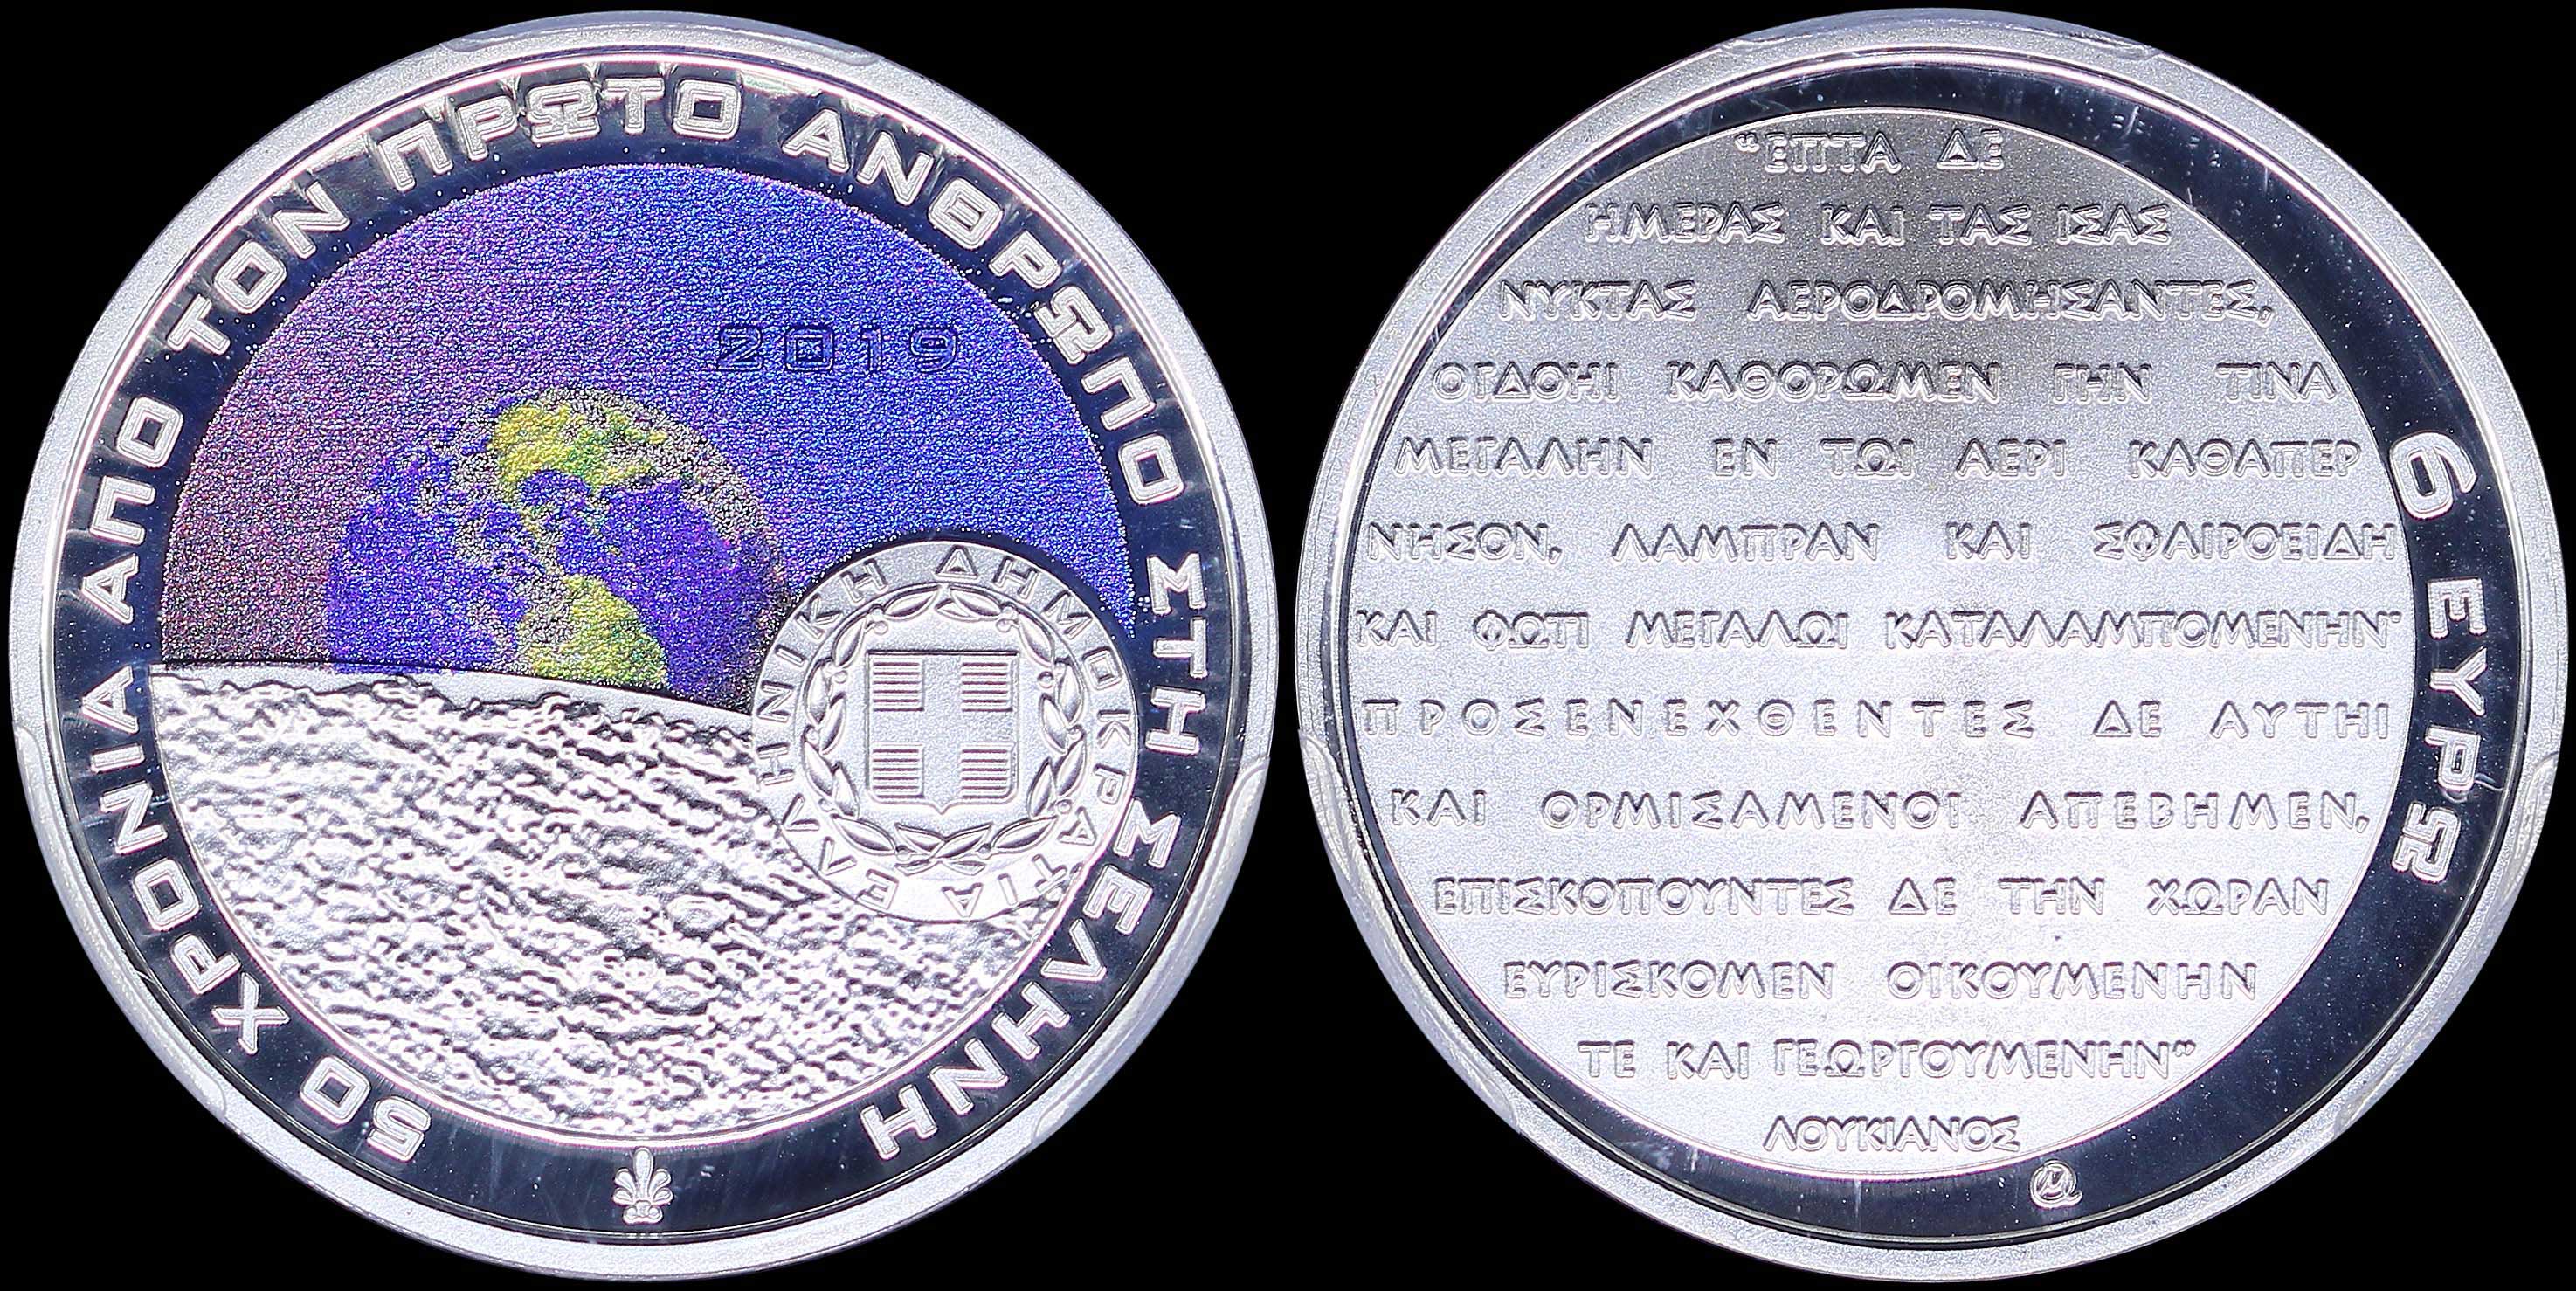 50 ΧΡΟΝΙΑ ΑΠΟ ΤΟΝ ΠΡΩΤΟ ΑΝΘΡΩΠΟ ΣΤΗ ΣΕΛΗΝΗ
2019
ΕΛΛΗΝΙΚΗ ΔΗΜΟΚΡΑΤΙΑ
“ΕΠΤΑ ΔΕ
ΗΜΕΡΑΣ ΚΑΙ ΤΑΣ ΙΣΑΣ
ΝΥΚΤΑΣ ΑΕΡΟΔΡΟΜΗΣΑΝΤΕΣ,
ΟΓΔΟΗΙ ΚΑΘΟΡΩΜΕΝ ΓΗΝ ΤΙΝΑ
ΜΕΓΑΛΗΝ ΕΝ ΤΩΙ ΑΕΡΙ ΚΑΘΑΠΕΡ
ΝΗΣΟΝ, ΛΑΜΠΡΑΝ ΚΑΙ ΣΦΑΙΡΟΕΙΔΗ
ΚΑΙ ΦΩΤΙ ΜΕΓΑΛΩΙ ΚΑΤΑΛΑΜΠΟΜΕΝΗΝ·
ΠΡΟΣΕΝΕΧΘΕΝΤΕΣ ΔΕ ΑΥΤΗΙ
ΚΑΙ ΟΡΜΙΣΑΜΕΝΟΙ ΑΠΕΒΗΜΕΝ,
ΕΠΙΣΚΟΠΟΥΝΤΕΣ ΔΕ ΤΗΝ ΧΩΡΑΝ
ΕΥΡΙΣΚΟΜΕΝ ΟΙΚΟΥΜΕΝΗΝ
ΤΕ ΚΑΙ ΓΕΩΡΓΟΥΜΕΝΗΝ”
ΛΟΥΚΙΑΝΟΣ
6 ΕΥΡΩ